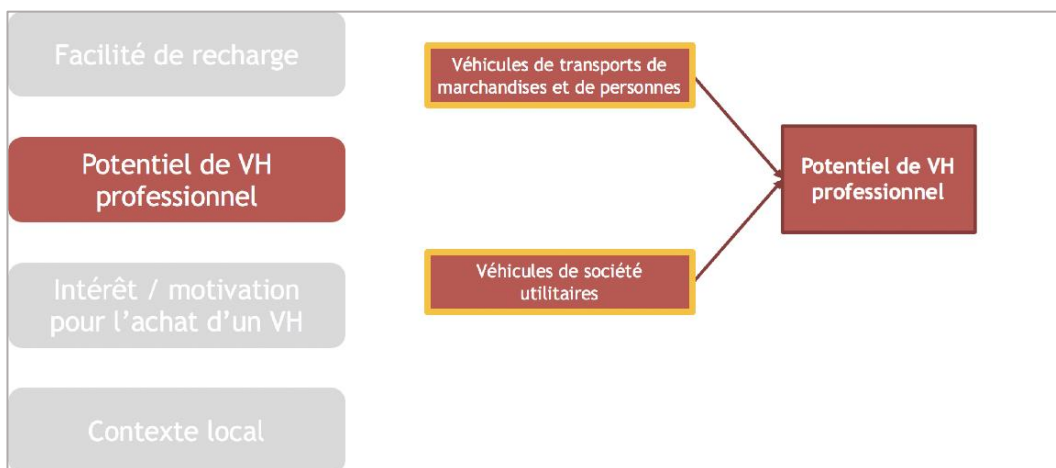 Facilité de recharge
Potentiel de VH
professionnel
Intérêt / motivation
pour l'achat d'un VH
Contexte local
Véhicules de transports de
marchandises et de personnes
Véhicules de société
utilitaires
Potentiel de VH
professionnel